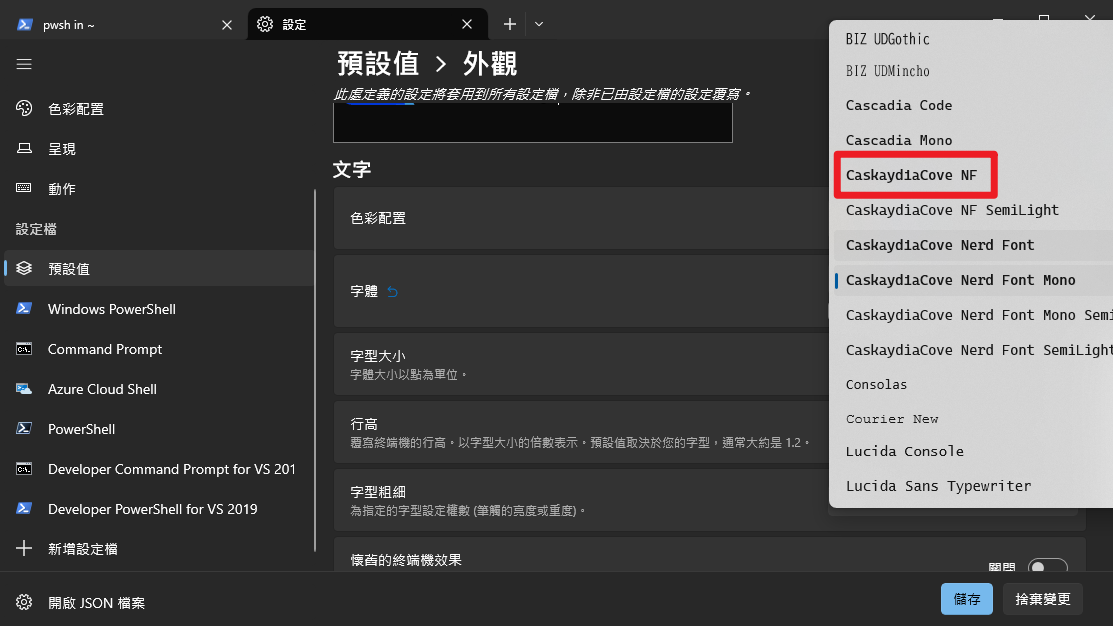 pwsh in ~
設定
色彩配置
呈現
動作
設定檔
預設值
Windows PowerShell
Command Prompt
Azure Cloud Shell
PowerShell
Developer Command Prompt for VS 201
Developer PowerShell for VS 2019
新增設定檔
開啟 JSON 檔案
預設值 > 外觀
此處定義的設定將套用到所有設定檔，除非已由設定檔的設定覆寫。
文字
色彩配置
字體
字型大小
字體大小以點為單位。
行高
覆寫終端機的行高。以字型大小的倍數表示。預設值取決於您的字型，通常大約是 1.2。
字型粗細
為指定的字型設定權數 (筆觸的亮度或重度)。
懷舊的終端機效果
關閉
BIZ UDGothic
BIZ UDMincho
Cascadia Code
Cascadia Mono
CaskaydiaCove NF
CaskaydiaCove NF SemiLight
CaskaydiaCove Nerd Font
CaskaydiaCove Nerd Font Mono
CaskaydiaCove Nerd Font Mono Semi
CaskaydiaCove Nerd Font SemiLight
Consolas
Courier New
Lucida Console
Lucida Sans Typewriter
儲存
捨棄變更